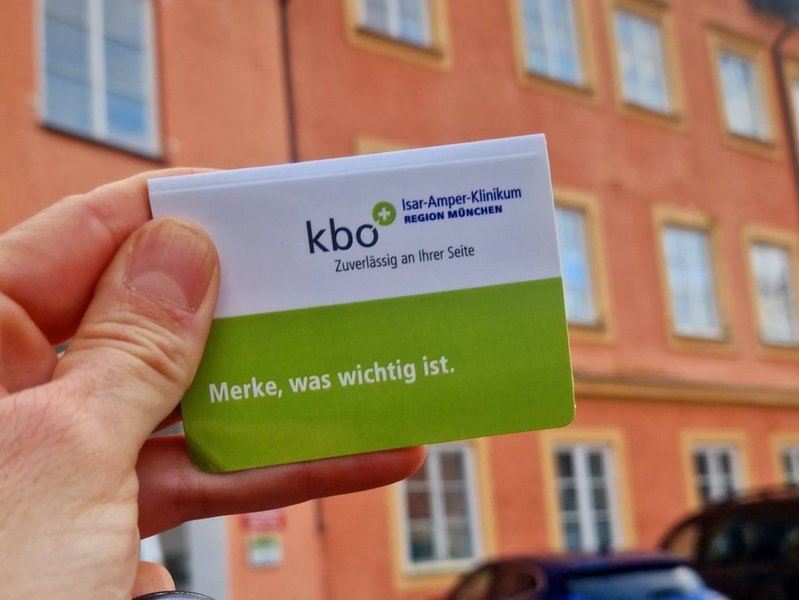 kbo
Isar-Amper-Klinikum
REGION MÜNCHEN
Zuverlässig an Ihrer Seite
Merke, was wichtig ist.